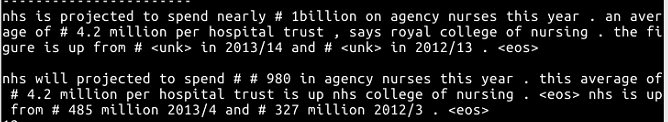 ------------------------
nhs is projected to spend nearly # 1billion on agency nurses this year . an aver
age of # 4.2 million per hospital trust , says royal college of nursing . the fi
gure is up from # <unk> in 2013/14 and # <unk> in 2012/13 . <eos>
nhs will projected to spend # # 980 in agency nurses this year . this average of
# 4.2 million per hospital trust is up nhs college of nursing . <eos> nhs is up
from # 485 million 2013/4 and # 327 million 2012/3 . <eos>